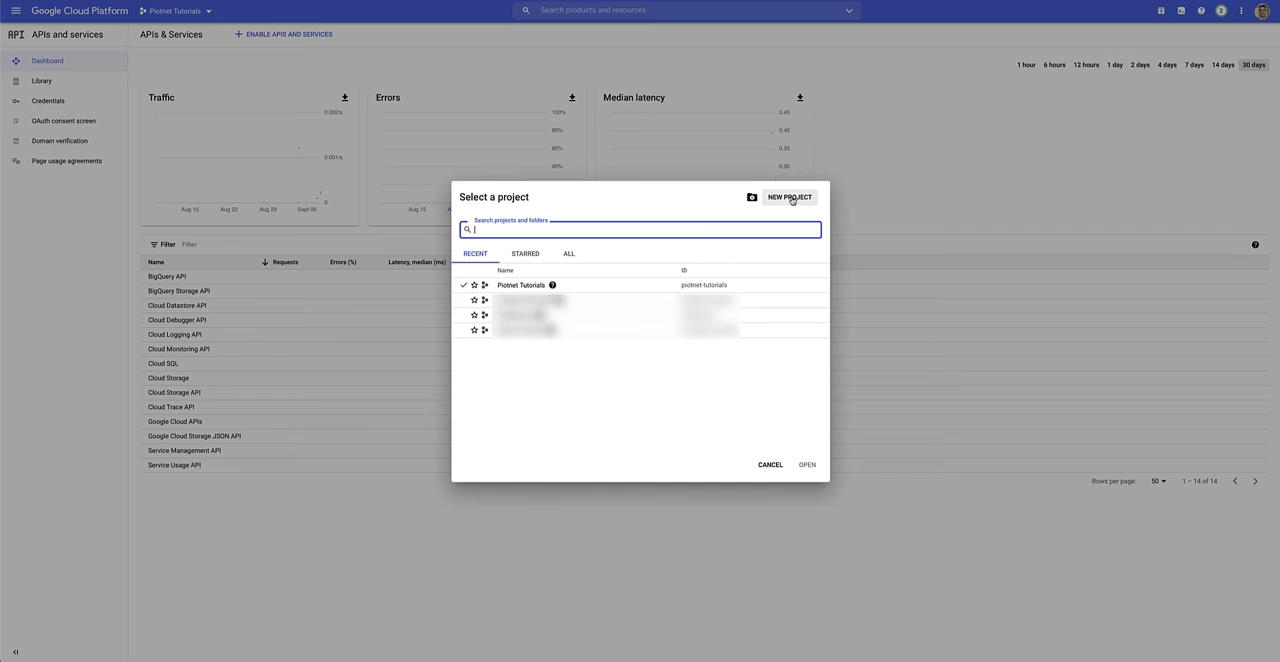 Google Cloud Platform Piotnet Tutorials Search products and resources 2
API APIs and services APIs & Services ENABLE APIS AND SERVICES
Dashboard
Library
Credentials
OAuth consent screen
Domain verification
Page usage agreements
1 hour 6 hours 12 hours 1 day 2 days 4 days 7 days 14 days 30 days
Traffic
0.002/s
0.001/s
0
Aug 15 Aug 22 Aug 29 Sept 05
Errors
100%
80%
60%
40%
Aug 15
Median latency
0.45
0.40
0.35
0.30
Select a project NEW PROJECT
Search projects and folders
RECENT STARRED ALL
Name ID
Piotnet Tutorials piotnet-tutorials
CANCEL OPEN
Filter Filter
Name Requests Errors (%) Latency, median (ms)
BigQuery API
BigQuery Storage API
Cloud Datastore API
Cloud Debugger API
Cloud Logging API
Cloud Monitoring API
Cloud SQL
Cloud Storage
Cloud Storage API
Cloud Trace API
Google Cloud APIs
Google Cloud Storage JSON API
Service Management API
Service Usage API
Rows per page: 50 1 – 14 of 14